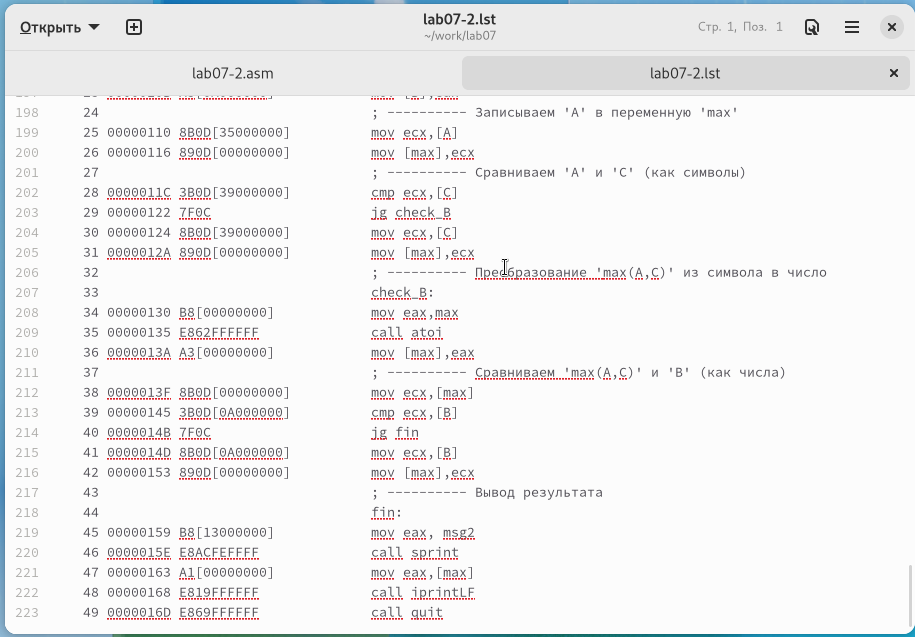 Открыть
lab07-2.lst
~/work/lab07
Стр. 1, Поз. 1
lab07-2.asm
lab07-2.lst
198 24 ; ---------- Записываем 'A' в переменную 'max'
199 25 00000110 8B0D[35000000] mov ecx,[A]
200 26 00000116 890D[00000000] mov [max],ecx
201 27 ; ---------- Сравниваем 'A' и 'С' (как символы)
202 28 0000011C 3B0D[39000000] cmp ecx,[C]
203 29 00000122 7F0C jg check_B
204 30 00000124 8B0D[39000000] mov ecx,[C]
205 31 0000012A 890D[00000000] mov [max],ecx
206 32 ; ---------- Преобразование 'max(A,C)' из символа в число
207 33 check_B:
208 34 00000130 B8[00000000] mov eax,max
209 35 00000135 E862FFFFFF call atoi
210 36 0000013A A3[00000000] mov [max],eax
211 37 ; ---------- Сравниваем 'max(A,C)' и 'B' (как числа)
212 38 0000013F 8B0D[00000000] mov ecx,[max]
213 39 00000145 3B0D[0A000000] cmp ecx,[B]
214 40 0000014B 7F0C jg fin
215 41 0000014D 8B0D[0A000000] mov ecx,[B]
216 42 00000153 890D[00000000] mov [max],ecx
217 43 ; ---------- Вывод результата
218 44 fin:
219 45 00000159 B8[13000000] mov eax, msg2
220 46 0000015E E8ACFEFFFF call sprint
221 47 00000163 A1[00000000] mov eax,[max]
222 48 00000168 E819FFFFFF call iprintLF
223 49 0000016D E869FFFFFF call quit